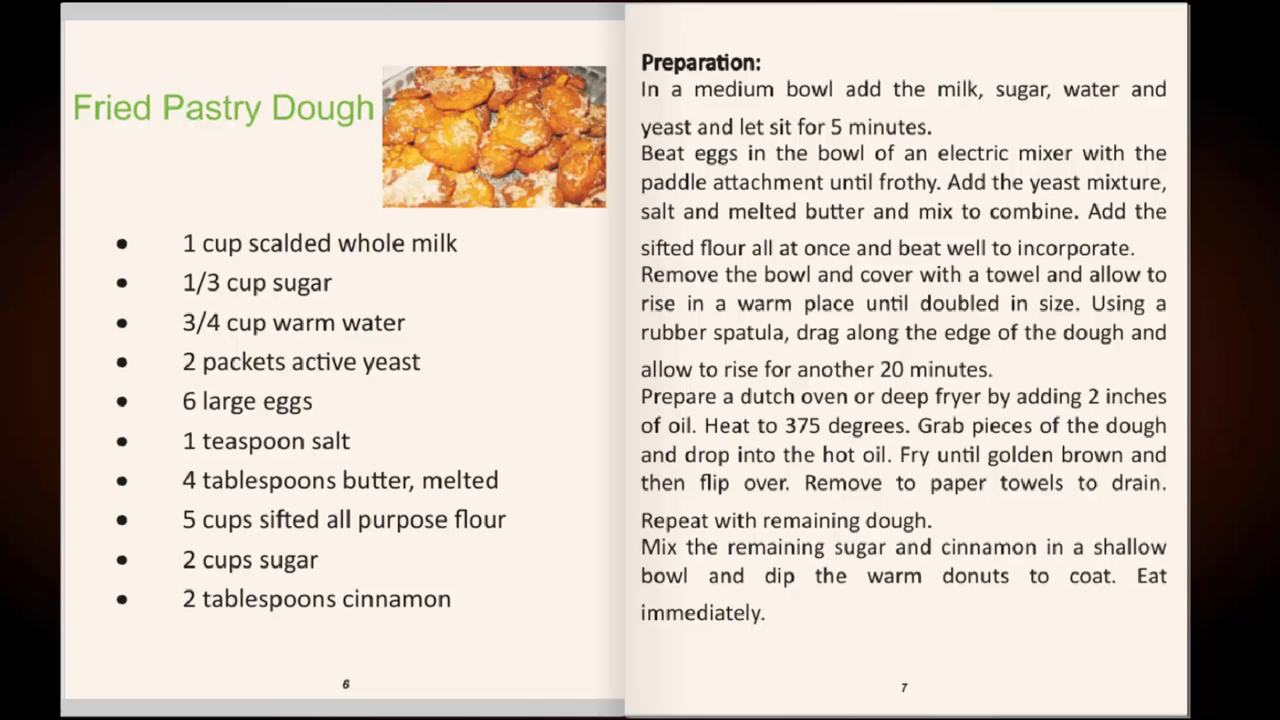 Fried Pastry Dough
• 1 cup scalded whole milk
• 1/3 cup sugar
• 3/4 cup warm water
• 2 packets active yeast
• 6 large eggs
• 1 teaspoon salt
• 4 tablespoons butter, melted
• 5 cups sifted all purpose flour
• 2 cups sugar
• 2 tablespoons cinnamon
6
Preparation:
In a medium bowl add the milk, sugar, water and
yeast and let sit for 5 minutes.
Beat eggs in the bowl of an electric mixer with the
paddle attachment until frothy. Add the yeast mixture,
salt and melted butter and mix to combine. Add the
sifted flour all at once and beat well to incorporate.
Remove the bowl and cover with a towel and allow to
rise in a warm place until doubled in size. Using a
rubber spatula, drag along the edge of the dough and
allow to rise for another 20 minutes.
Prepare a dutch oven or deep fryer by adding 2 inches
of oil. Heat to 375 degrees. Grab pieces of the dough
and drop into the hot oil. Fry until golden brown and
then flip over. Remove to paper towels to drain.
Repeat with remaining dough.
Mix the remaining sugar and cinnamon in a shallow
bowl and dip the warm donuts to coat. Eat
immediately.
7